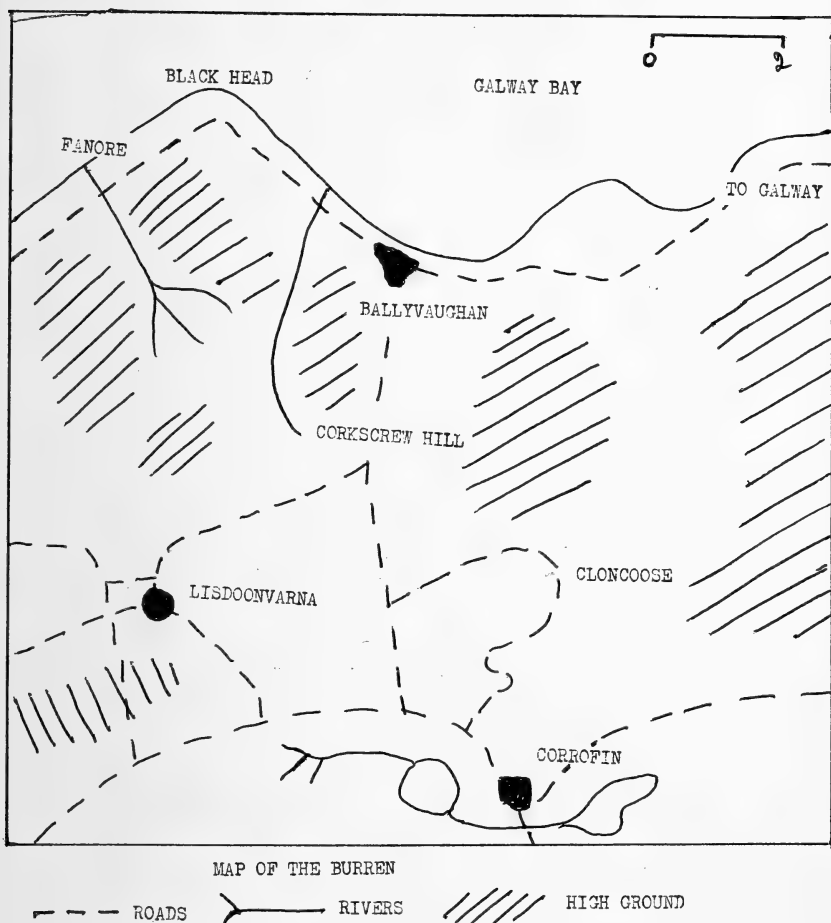 0 2
BLACK HEAD
GALWAY BAY
FANORE
TO GALWAY
BALLYVAUGHAN
CORKSCREW HILL
CLONCOOSE
LISDOONVARNA
CORROFIN
MAP OF THE BURREN
ROADS
RIVERS
HIGH GROUND